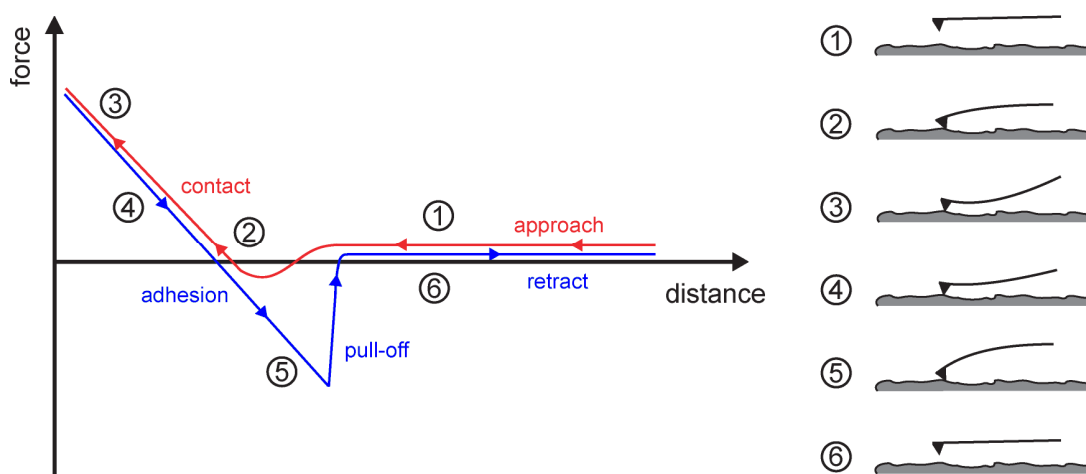 force
③
contact
④
②
①
approach
adhesion
⑥
retract
distance
⑤
pull-off
①
②
③
④
⑤
⑥